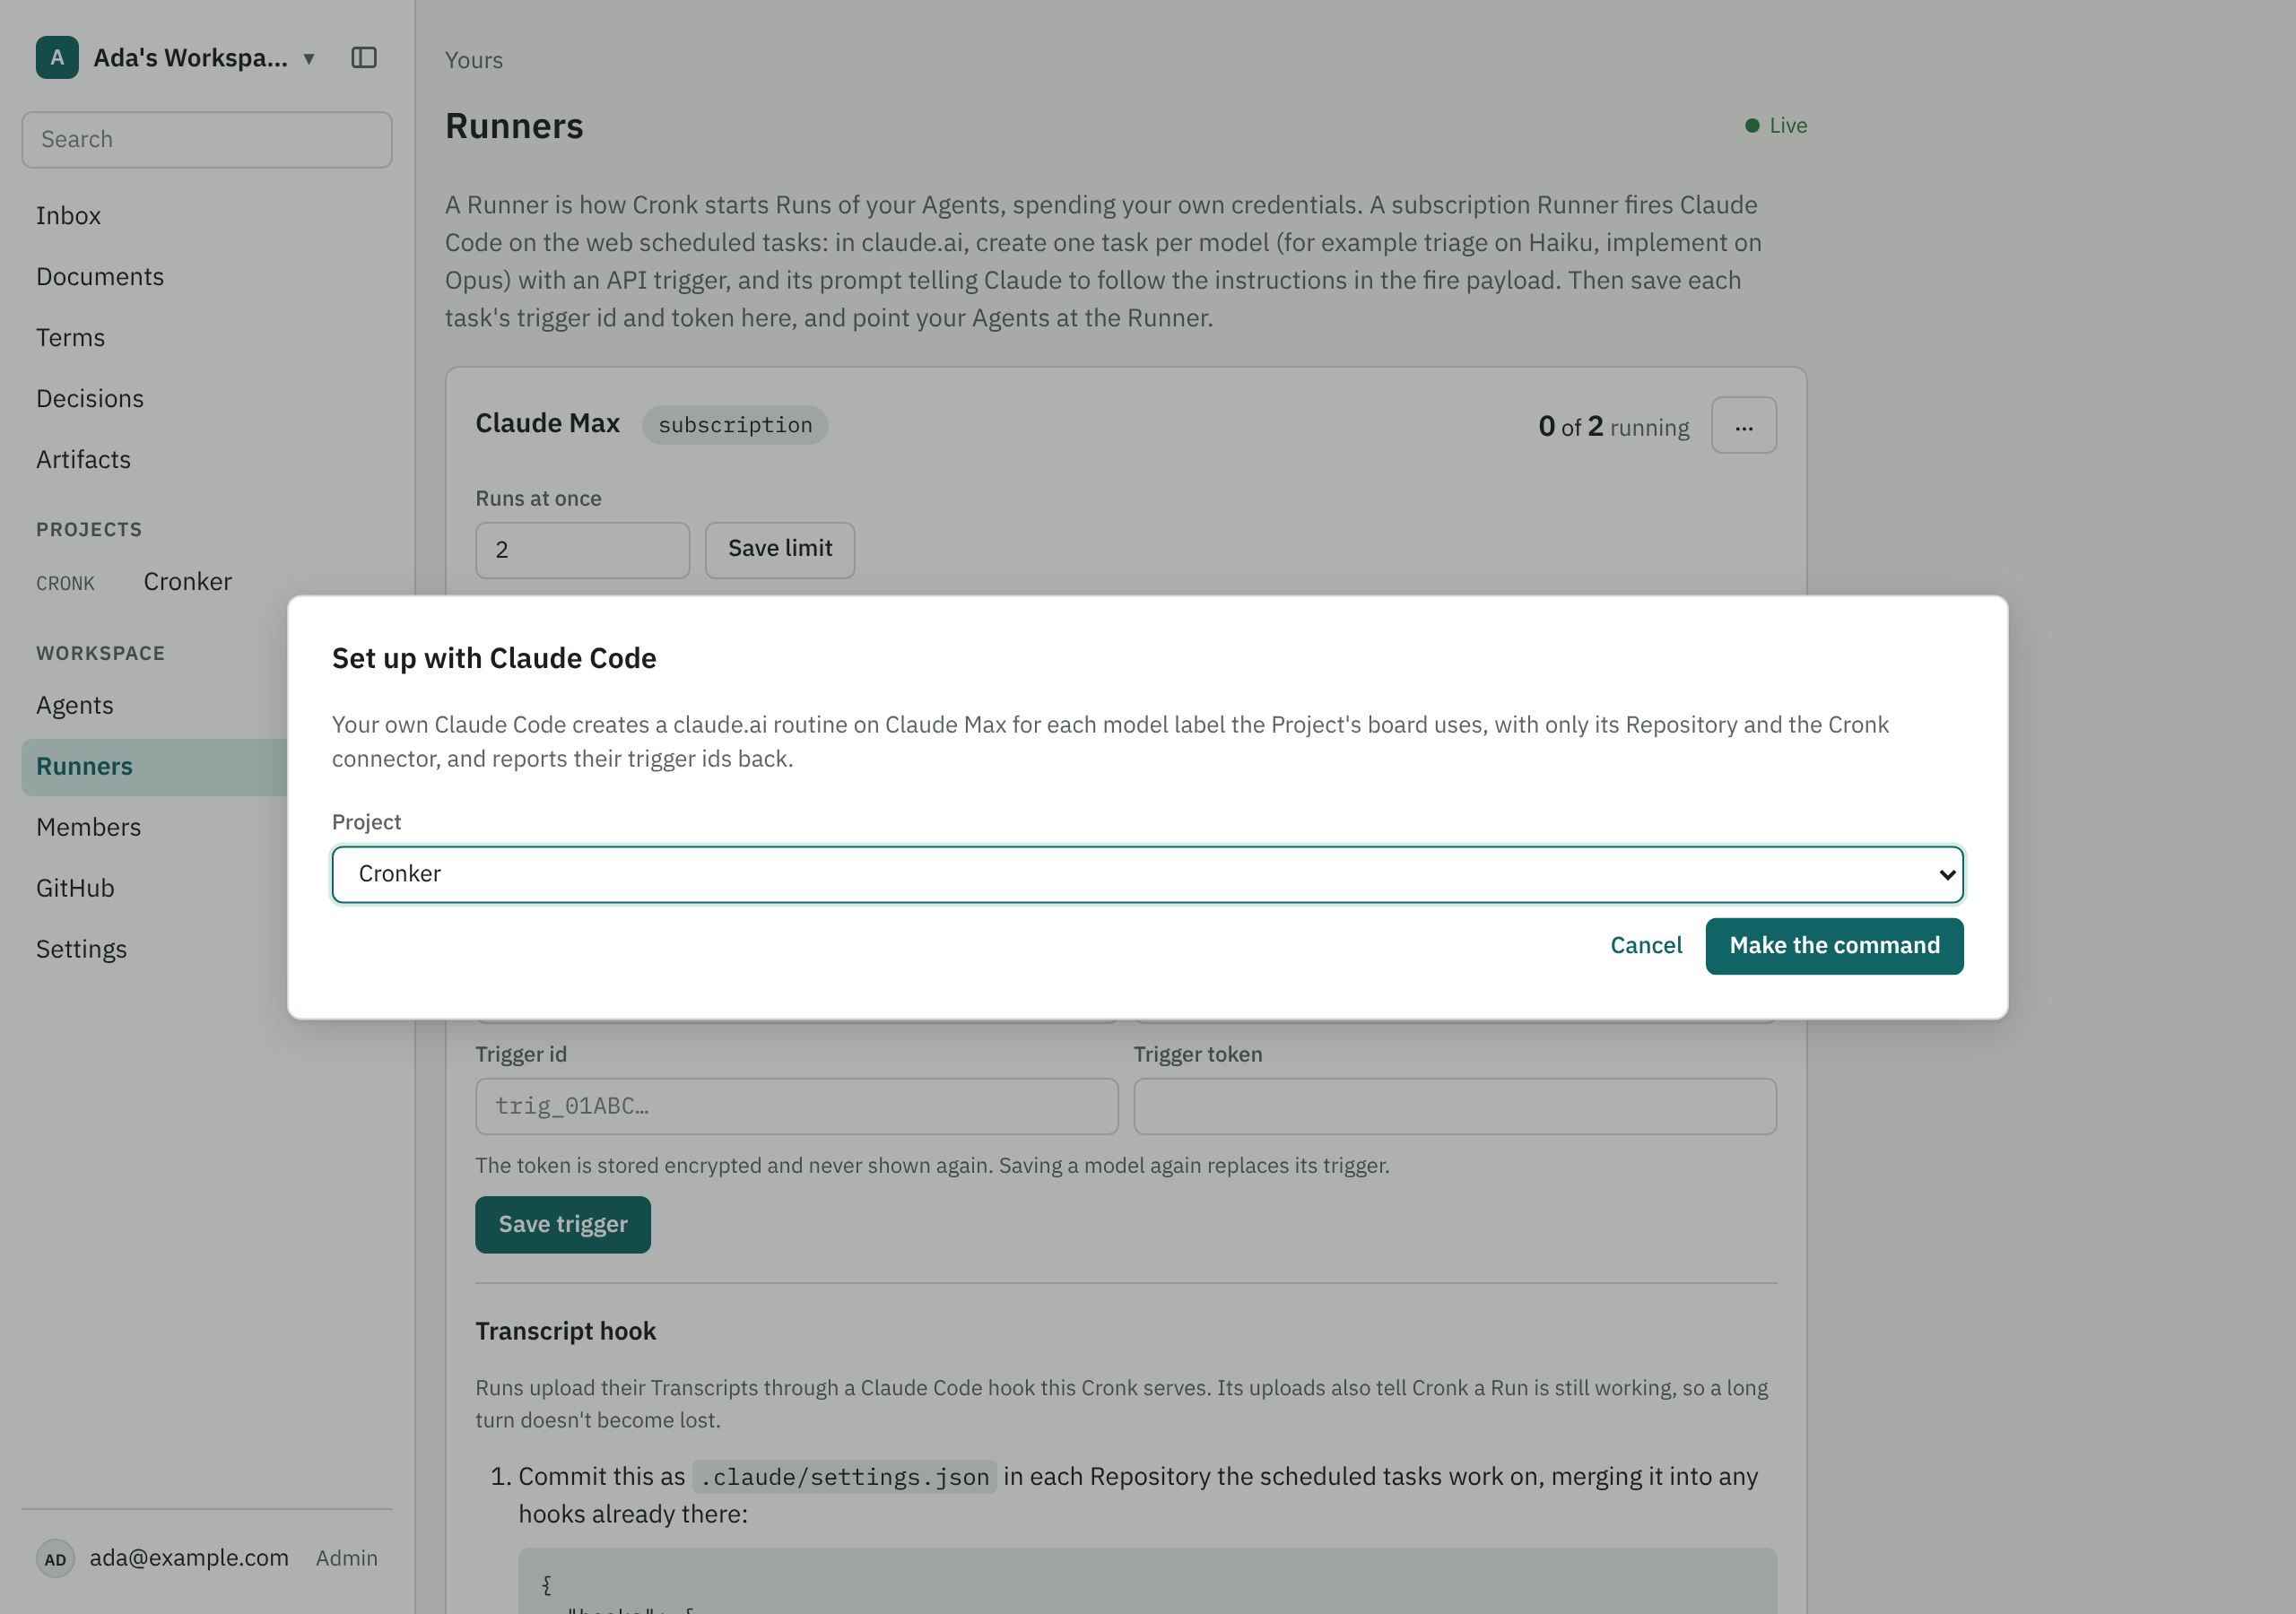 A Ada's Workspa... ▾
Search
Inbox
Documents
Terms
Decisions
Artifacts
PROJECTS
CRONK Cronker
WORKSPACE
Agents
Runners
Members
GitHub
Settings
AD ada@example.com Admin
Yours
Runners
Live
A Runner is how Cronk starts Runs of your Agents, spending your own credentials. A subscription Runner fires Claude
Code on the web scheduled tasks: in claude.ai, create one task per model (for example triage on Haiku, implement on
Opus) with an API trigger, and its prompt telling Claude to follow the instructions in the fire payload. Then save each
task's trigger id and token here, and point your Agents at the Runner.
Claude Max subscription 0 of 2 running ...
Runs at once
2 Save limit
Set up with Claude Code
Your own Claude Code creates a claude.ai routine on Claude Max for each model label the Project's board uses, with only its Repository and the Cronk
connector, and reports their trigger ids back.
Project
Cronker
Cancel Make the command
Trigger id Trigger token
trig_01ABC…
The token is stored encrypted and never shown again. Saving a model again replaces its trigger.
Save trigger
Transcript hook
Runs upload their Transcripts through a Claude Code hook this Cronk serves. Its uploads also tell Cronk a Run is still working, so a long
turn doesn't become lost.
1. Commit this as .claude/settings.json in each Repository the scheduled tasks work on, merging it into any
hooks already there:
{